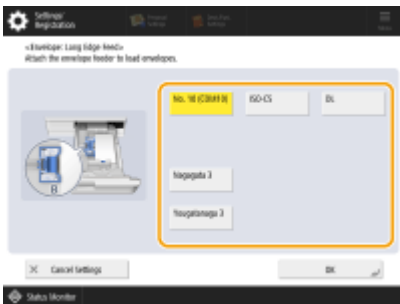 Settings/
Registration
<Envelope: Long Edge Feed>
Attach the envelope feeder to load envelopes.
No. 10 (COM10)
ISO-C5
DL
Nagagata 3
Yougatanaga 3
B
Cancel Settings
OK
Status Monitor